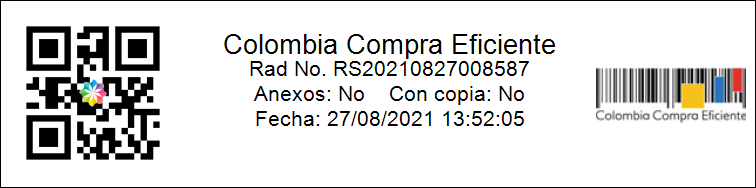 Colombia Compra Eficiente
Rad No. RS20210827008587
Anexos: No Con copia: No
Fecha: 27/08/2021 13:52:05
Colombia Compra Eficiente